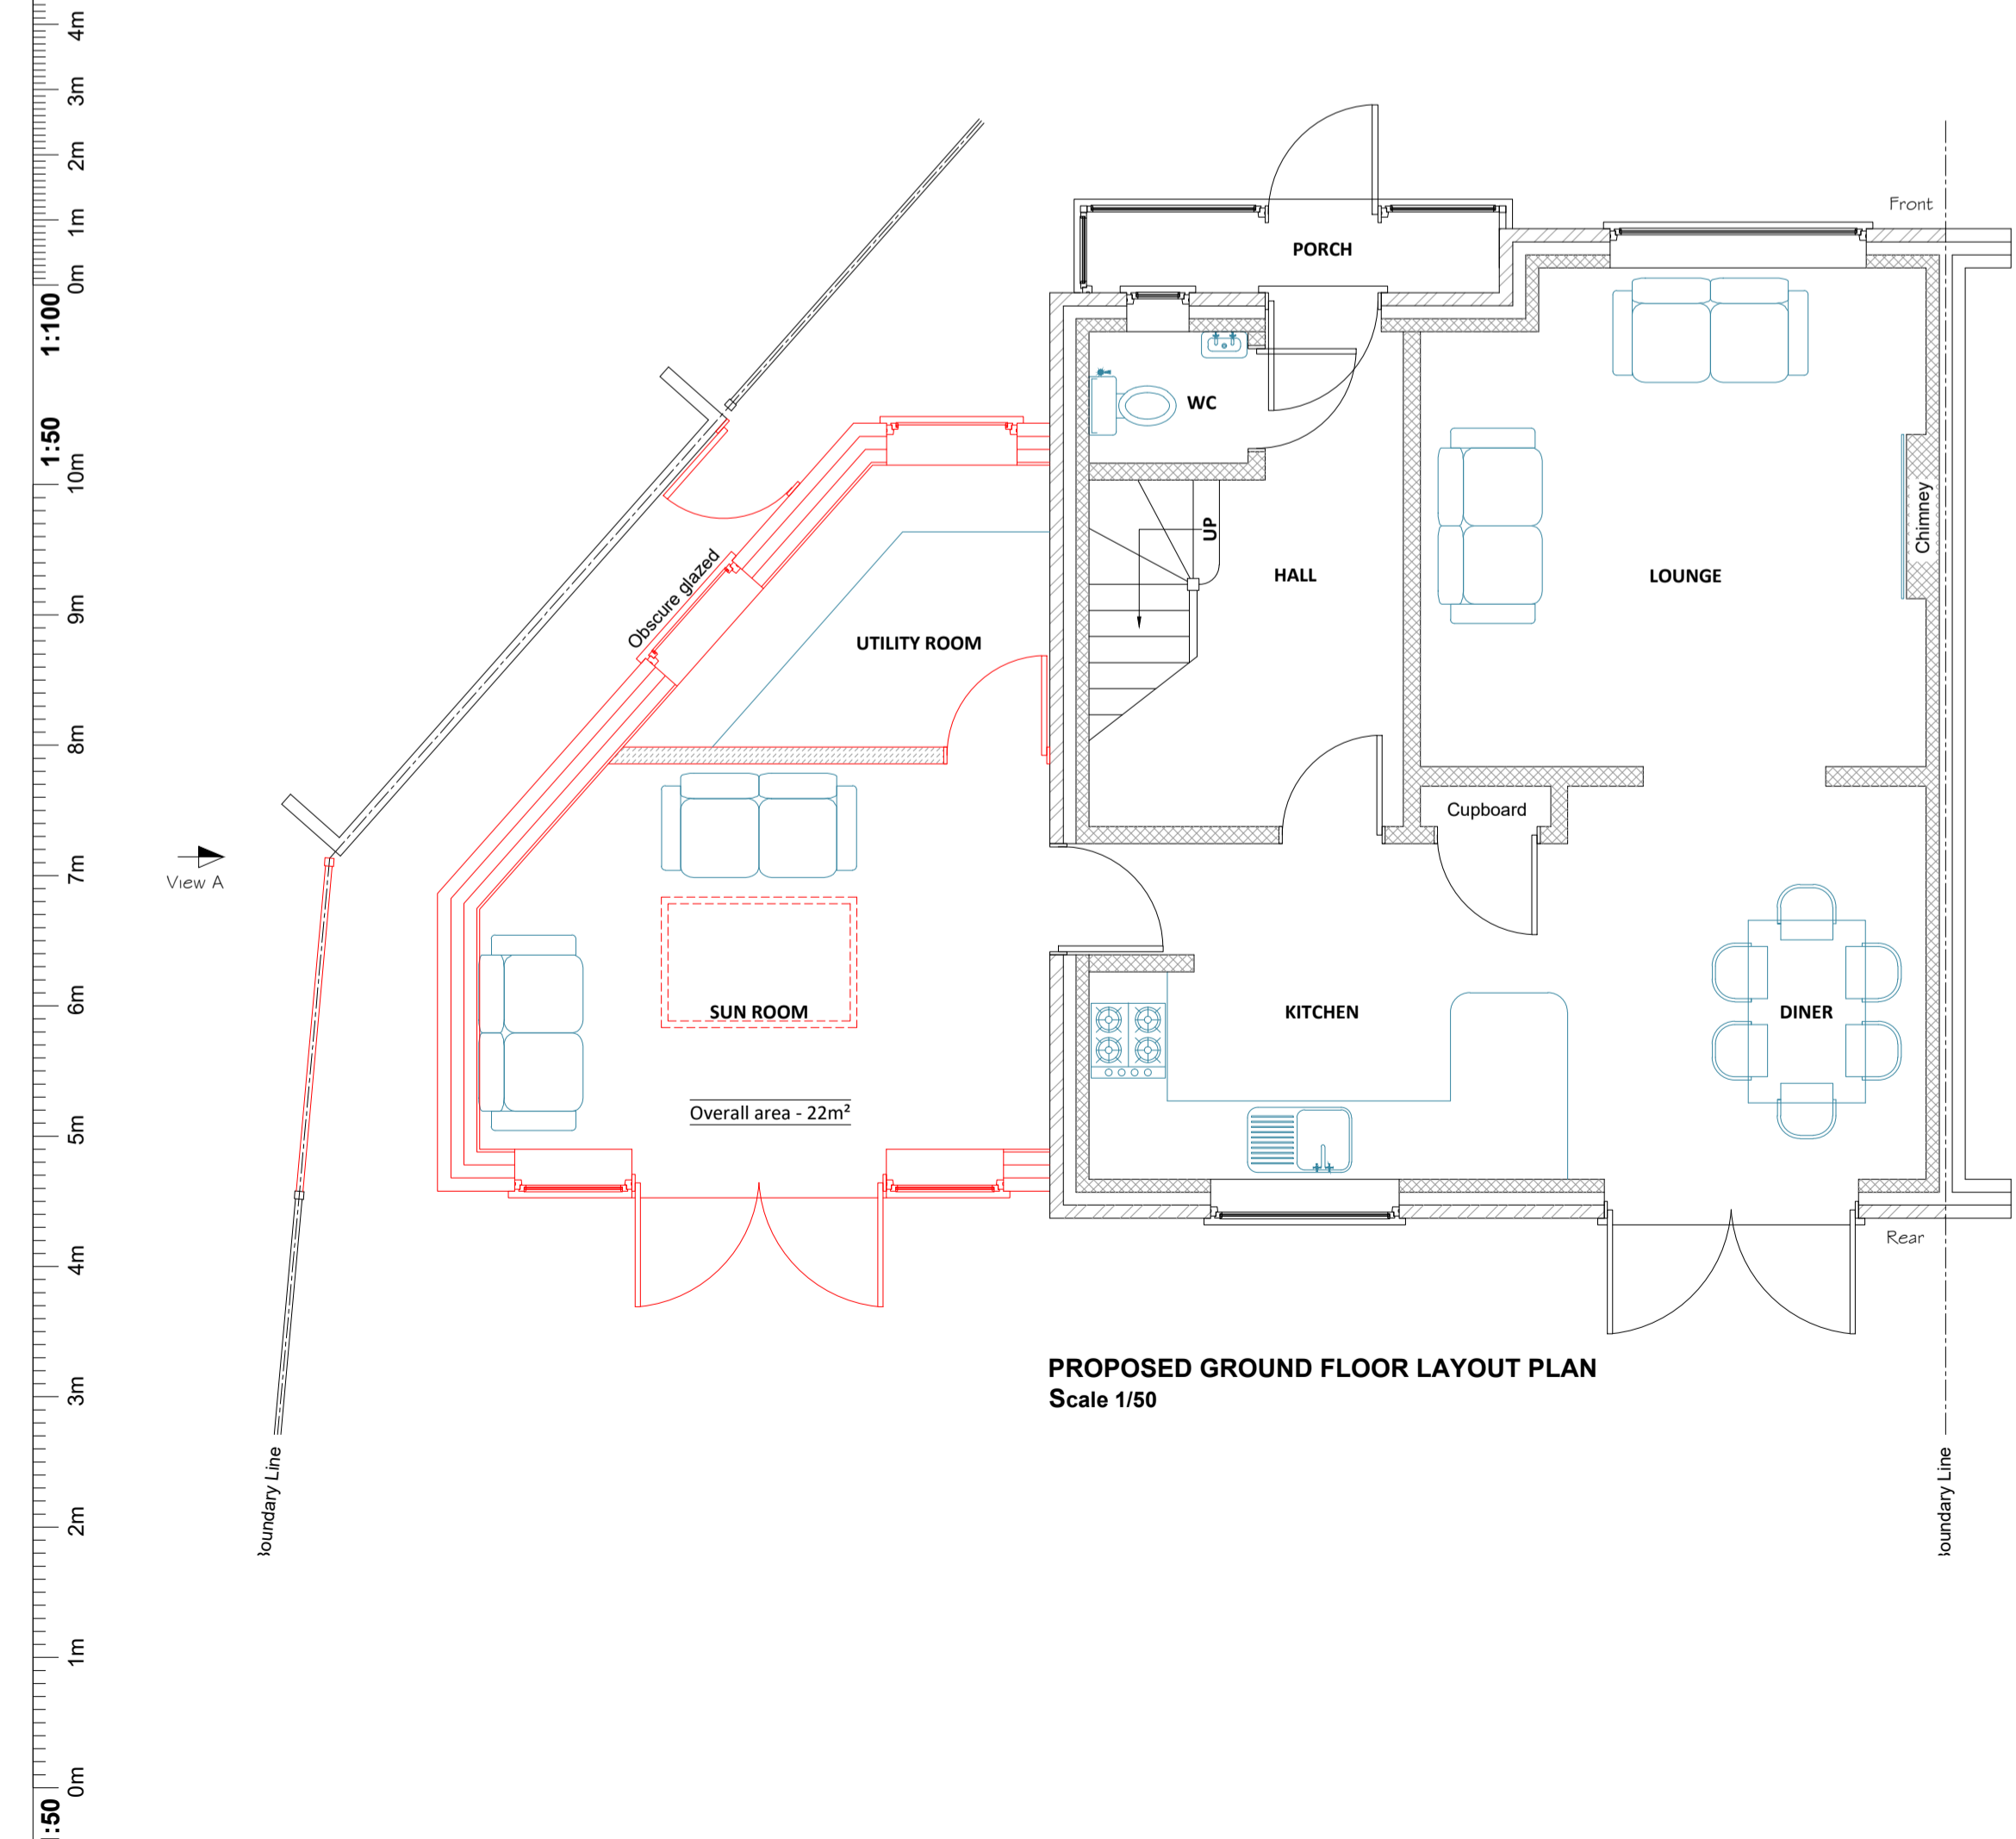 4m
3m
2m
1m
0m
1:100
1:50
10m
9m
8m
7m
6m
5m
4m
3m
2m
1m
0m
:50
Front
PORCH
WC
UP
HALL
LOUNGE
Chimney
Obscure glazed
UTILITY ROOM
Cupboard
View A
SUN ROOM
KITCHEN
DINER
Overall area - 22m²
Rear
PROPOSED GROUND FLOOR LAYOUT PLAN
Scale 1/50
oundary Line
oundary Line